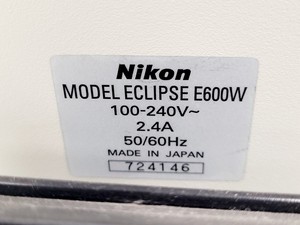 Nikon
MODEL ECLIPSE E600W
100-240V~
2.4A
50/60Hz
MADE IN JAPAN
724146